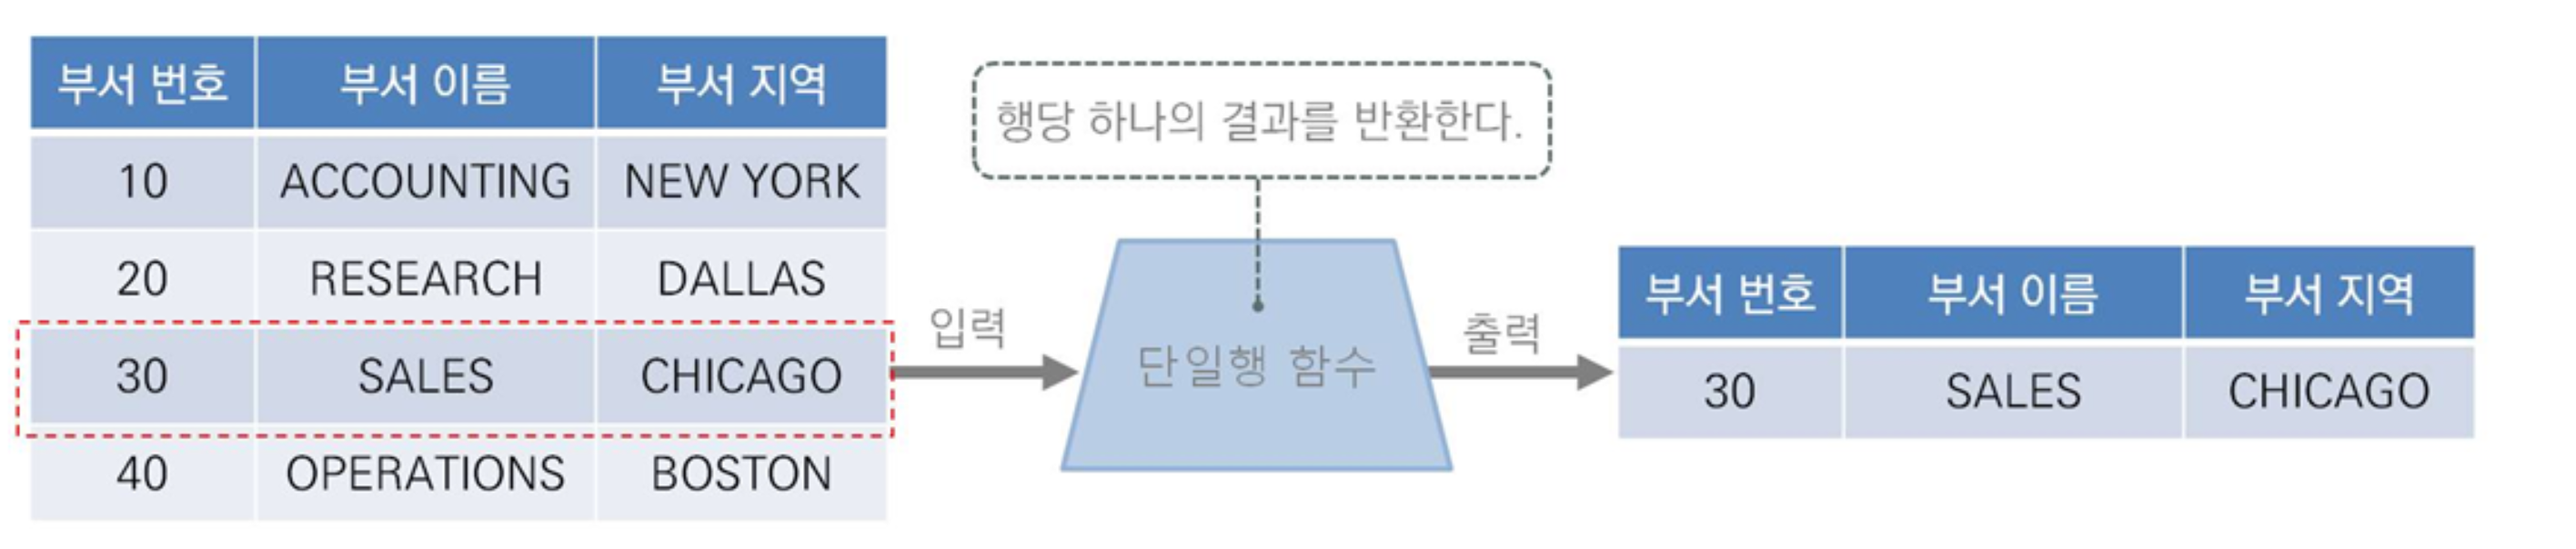 부서 번호 부서 이름 부서 지역
10 ACCOUNTING NEW YORK
20 RESEARCH DALLAS
30 SALES CHICAGO
40 OPERATIONS BOSTON
입력
행당 하나의 결과를 반환한다.
단일행 함수
출력
부서 번호 부서 이름 부서 지역
30 SALES CHICAGO